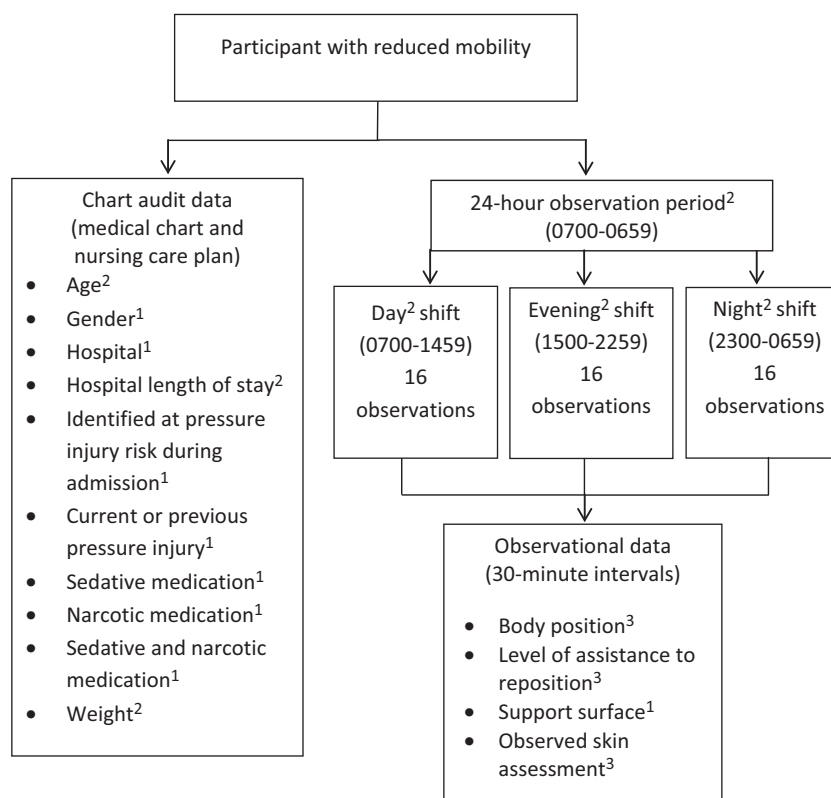 Participant with reduced mobility
Chart audit data
(medical chart and
nursing care plan)
• Age2
• Gender1
• Hospital1
• Hospital length of stay2
• Identified at pressure
injury risk during
admission1
• Current or previous
pressure injury1
• Sedative medication1
• Narcotic medication1
• Sedative and narcotic
medication1
• Weight2
24-hour observation period2
(0700-0659)
Day2 shift
(0700-1459)
16
observations
Evening2 shift
(1500-2259)
16
observations
Night2 shift
(2300-0659)
16
observations
Observational data
(30-minute intervals)
• Body position3
• Level of assistance to
reposition3
• Support surface1
• Observed skin
assessment3